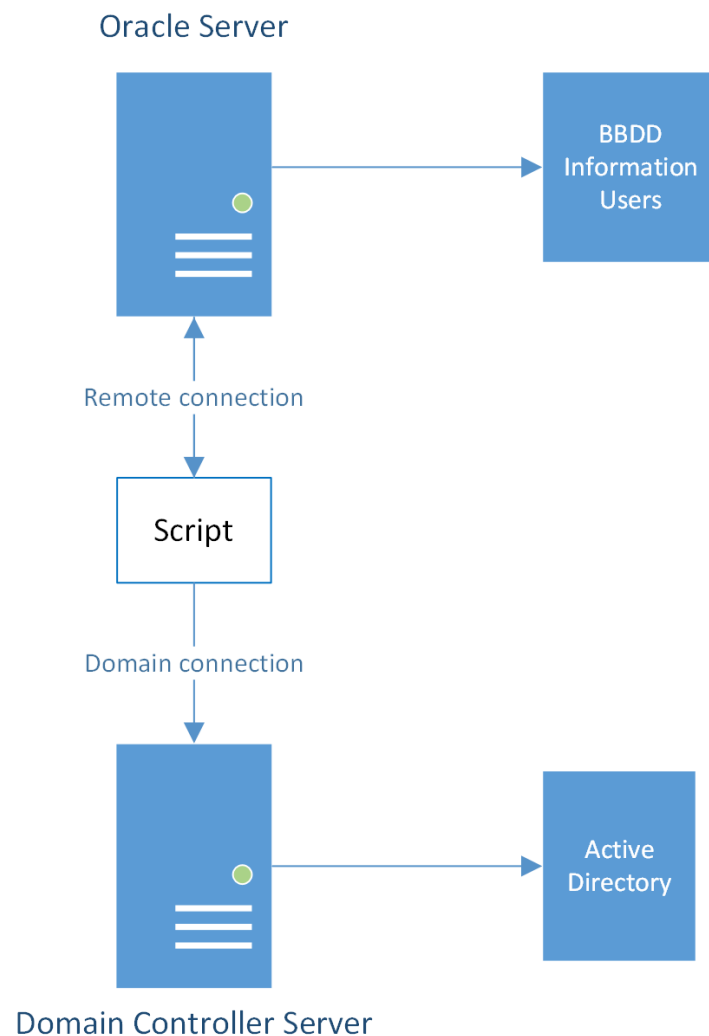 Oracle Server
BBDD
Information
Users
Remote connection
Script
Domain connection
Active
Directory
Domain Controller Server